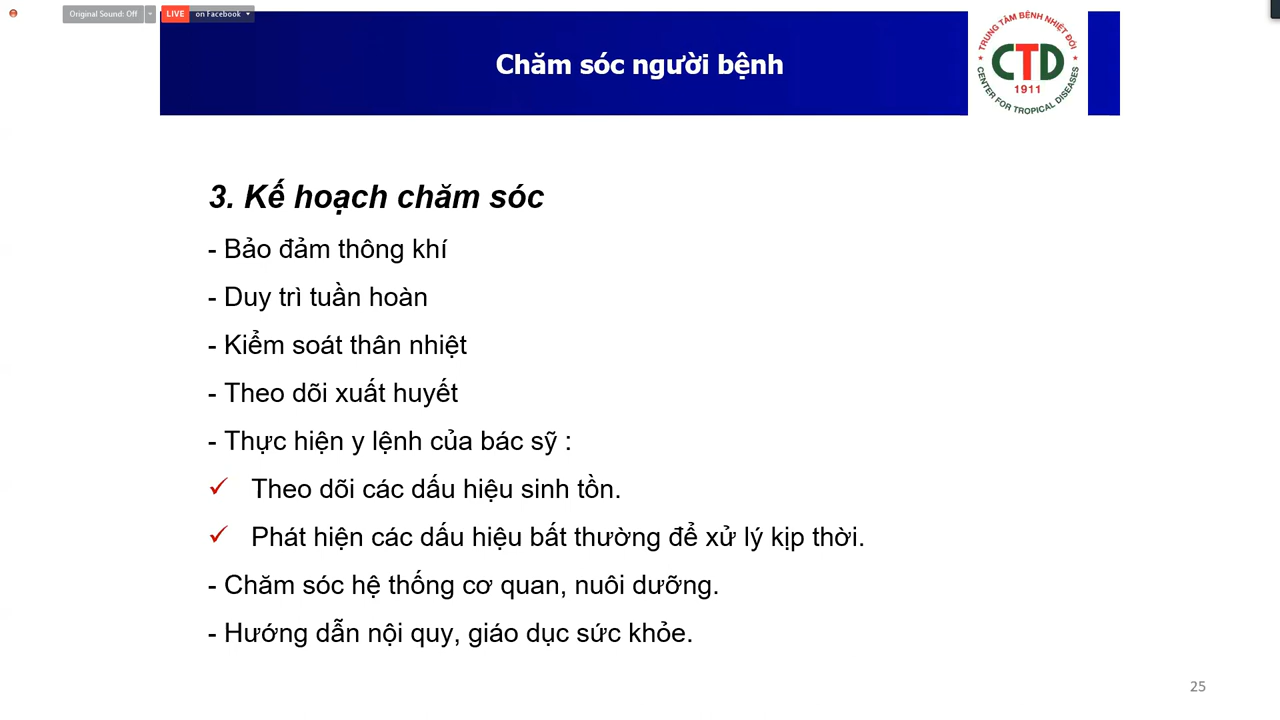 Original Sound: Off
LIVE on Facebook
Chăm sóc người bệnh
TRUNG TÂM BỆNH NHIỆT ĐỚI
CTD
1911
CENTER FOR TROPICAL DISEASES
3. Kế hoạch chăm sóc
- Bảo đảm thông khí
- Duy trì tuần hoàn
- Kiểm soát thân nhiệt
- Theo dõi xuất huyết
- Thực hiện y lệnh của bác sỹ :
✓ Theo dõi các dấu hiệu sinh tồn.
✓ Phát hiện các dấu hiệu bất thường để xử lý kịp thời.
- Chăm sóc hệ thống cơ quan, nuôi dưỡng.
- Hướng dẫn nội quy, giáo dục sức khỏe.
25